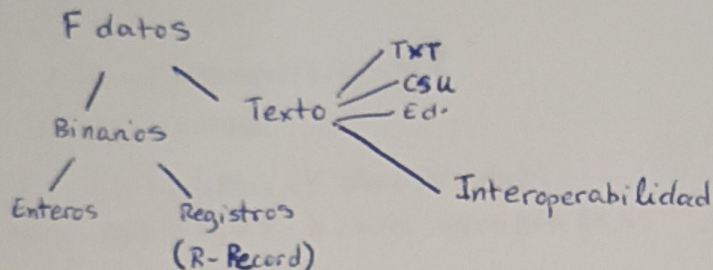 F datos
TXT
csu
Ed.
Texto
Binarios
Interoperabilidad
Enteros
Registros
(R-Record)